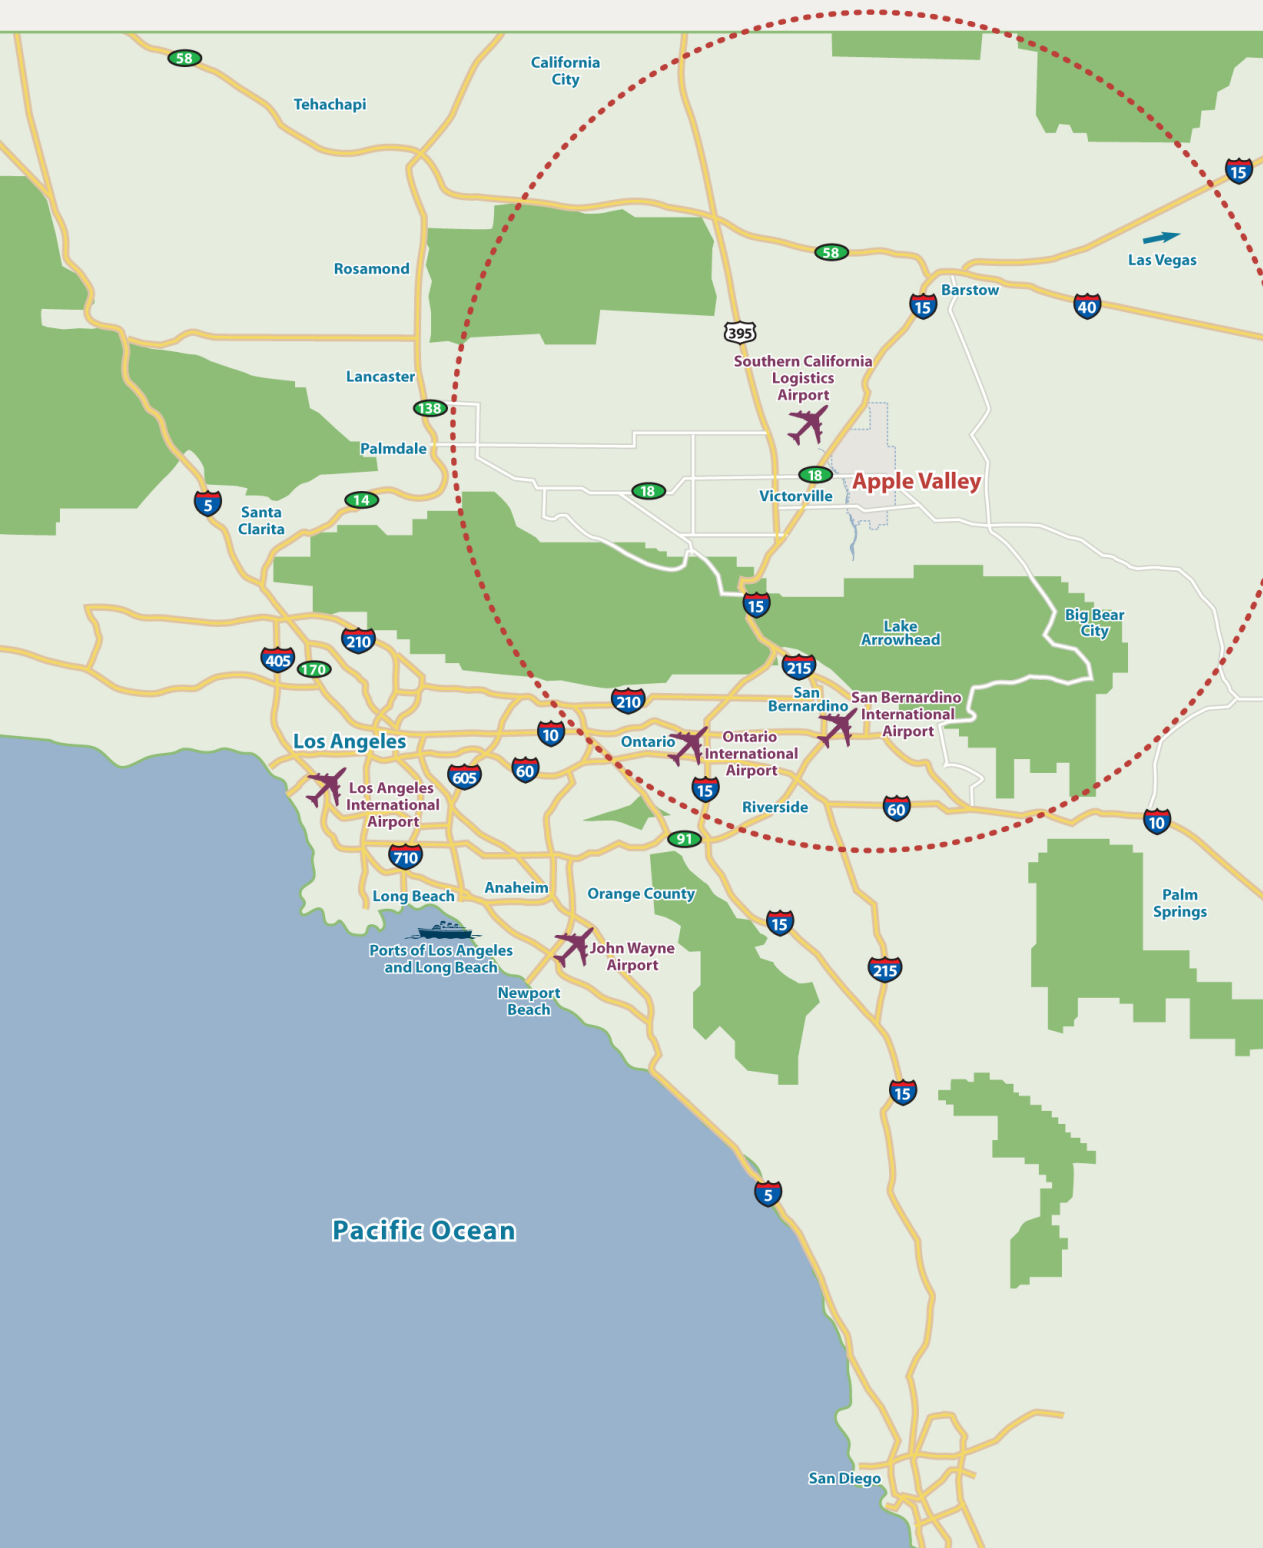 58
California
City
Tehachapi
15
58
Las Vegas
Rosamond
Barstow
15
40
395
Southern California
Logistics
Airport
Lancaster
138
Palmdale
18
Apple Valley
18
Victorville
14
5
Santa
Clarita
15
Lake
Arrowhead
Big Bear
City
210
405
170
215
San
Bernardino
San Bernardino
International
Airport
210
10
Los Angeles
Ontario
Ontario
International
Airport
605
60
15
Los Angeles
International
Airport
Riverside
60
10
91
710
Long Beach
Anaheim
Orange County
Palm
Springs
15
Ports of Los Angeles
and Long Beach
John Wayne
Airport
215
Newport
Beach
15
5
Pacific Ocean
San Diego